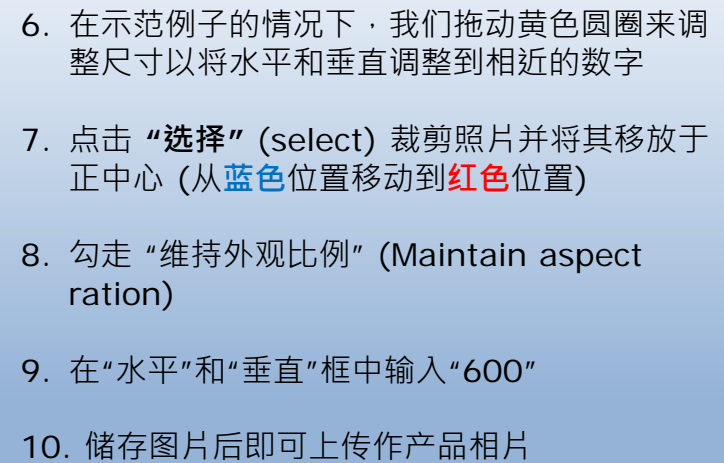 6. 在示范例子的情况下，我们拖动黄色圆圈来调
整尺寸以将水平和垂直调整到相近的数字
7. 点击 “选择” (select) 裁剪照片并将其移放于
正中心 (从蓝色位置移动到红色位置)
8. 勾走 “维持外观比例” (Maintain aspect
ration)
9. 在“水平”和“垂直”框中输入“600”
10. 储存图片后即可上传作产品相片